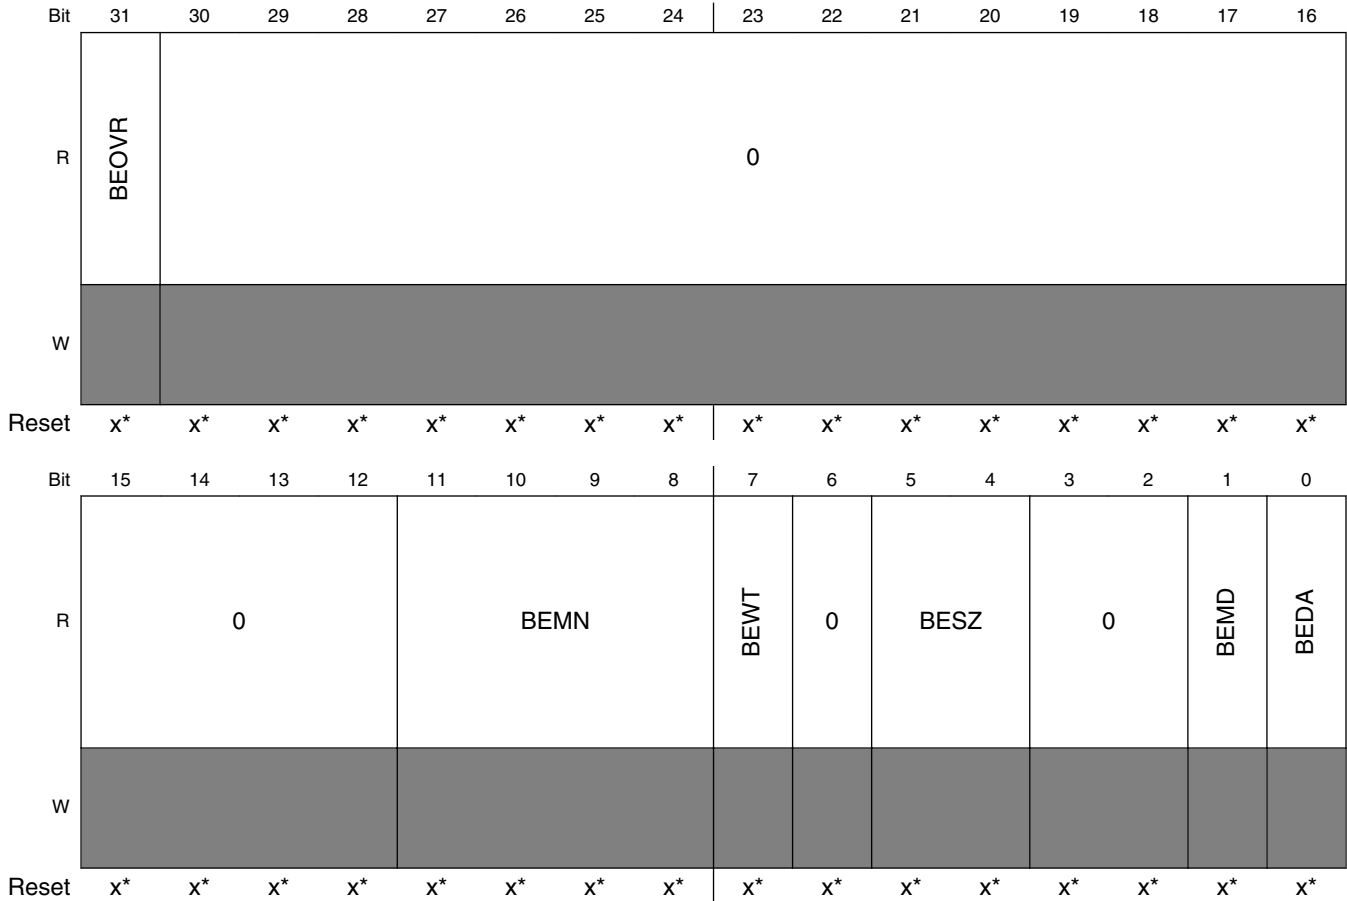 Bit 31 30 29 28 27 26 25 24 23 22 21 20 19 18 17 16
R BEOVR 0
W
Reset x* x* x* x* x* x* x* x* x* x* x* x* x* x* x* x*
Bit 15 14 13 12 11 10 9 8 7 6 5 4 3 2 1 0
R 0 BEMN BEWT 0 BESZ 0 BEMD BEDA
W
Reset x* x* x* x* x* x* x* x* x* x* x* x* x* x* x* x*